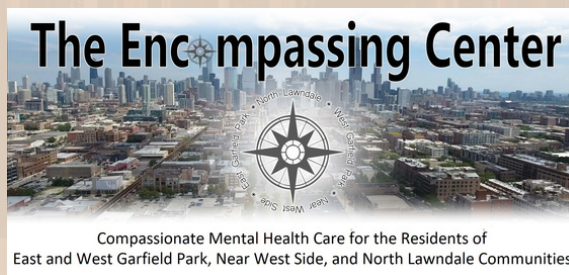 The Encompassing Center
North Lawndale • West Garfield Park • Near West Side • East Garfield Park •
Compassionate Mental Health Care for the Residents of
East and West Garfield Park, Near West Side, and North Lawndale Communities